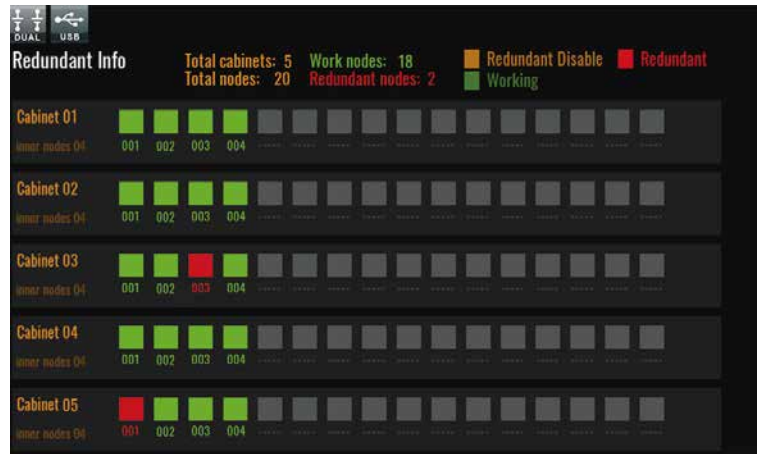 DUAL USB
Redundant Info
Total cabinets: 5 Work nodes: 18
Total nodes: 20 Redundant nodes: 2
Redundant Disable Redundant
Working
Cabinet 01
inner nodes 04
001 002 003 004
Cabinet 02
inner nodes 04
001 002 003 004
Cabinet 03
inner nodes 04
001 002 003 004
Cabinet 04
inner nodes 04
001 002 003 004
Cabinet 05
inner nodes 04
001 002 003 004